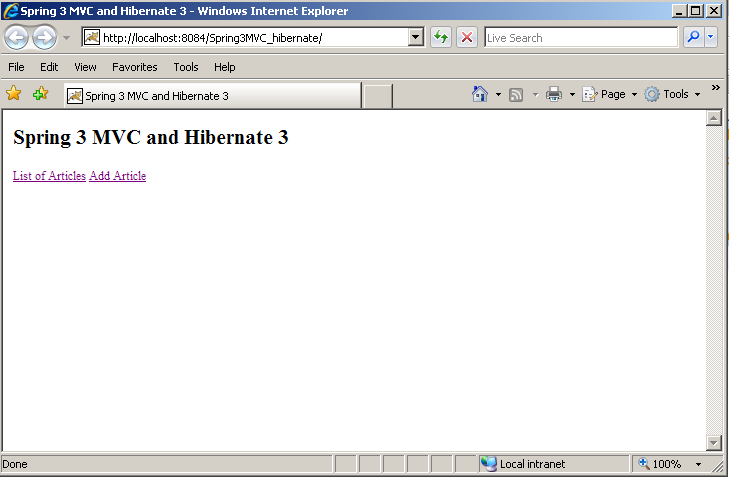 Spring 3 MVC and Hibernate 3 - Windows Internet Explorer
http://localhost:8084/Spring3MVC_hibernate/ Live Search
File Edit View Favorites Tools Help
Spring 3 MVC and Hibernate 3 Page Tools »
Spring 3 MVC and Hibernate 3
List of Articles Add Article
Done Local intranet 100%